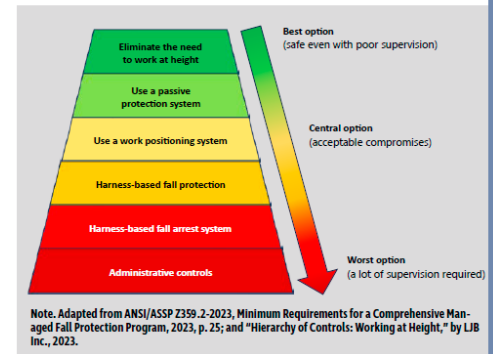 Eliminate the need
to work at height
Use a passive
protection system
Use a work positioning system
Harness-based fall protection
Harness-based fall arrest system
Administrative controls
Best option
(safe even with poor supervision)
Central option
(acceptable compromises)
Worst option
(a lot of supervision required)
Note. Adapted from ANSI/ASSP Z359.2-2023, Minimum Requirements for a Comprehensive Man-
aged Fall Protection Program, 2023, p. 25; and “Hierarchy of Controls: Working at Height,” by LJB
Inc., 2023.